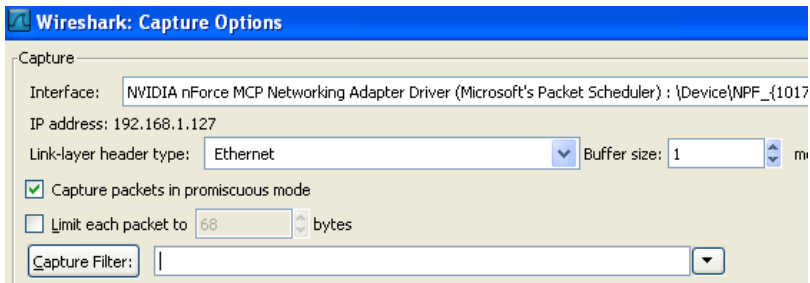 Wireshark: Capture Options
Capture
Interface: NVIDIA nForce MCP Networking Adapter Driver (Microsoft's Packet Scheduler) : \Device\NPF_{1017
IP address: 192.168.1.127
Link-layer header type: Ethernet Buffer size: 1 m
Capture packets in promiscuous mode
Limit each packet to 68 bytes
Capture Filter: